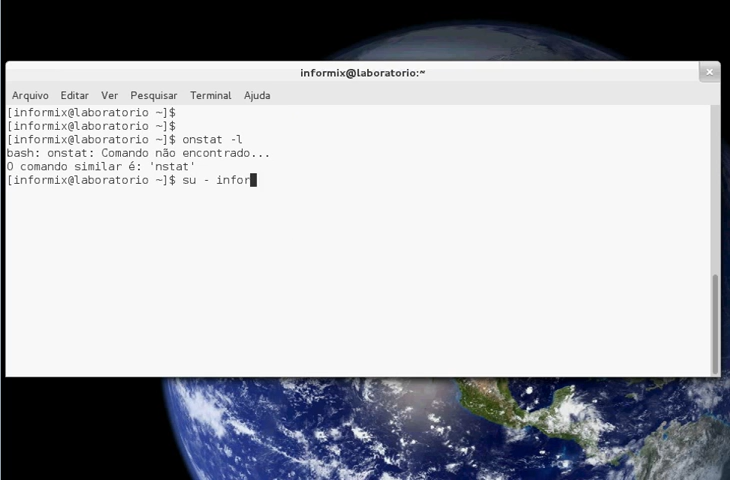 informix@laboratorio:~
Arquivo Editar Ver Pesquisar Terminal Ajuda
[informix@laboratorio ~]$
[informix@laboratorio ~]$
[informix@laboratorio ~]$ onstat -l
bash: onstat: Comando não encontrado...
O comando similar é: 'nstat'
[informix@laboratorio ~]$ su - infor